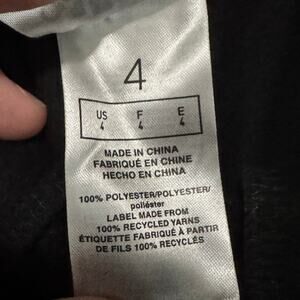 4
US F E
4 4 4
MADE IN CHINA
FABRIQUÉ EN CHINE
HECHO EN CHINA
100% POLYESTER/POLYESTER/
poliéster
LABEL MADE FROM
100% RECYCLED YARNS
ÉTIQUETTE FABRIQUÉ À PARTIR
DE FILS 100% RECYCLÉS